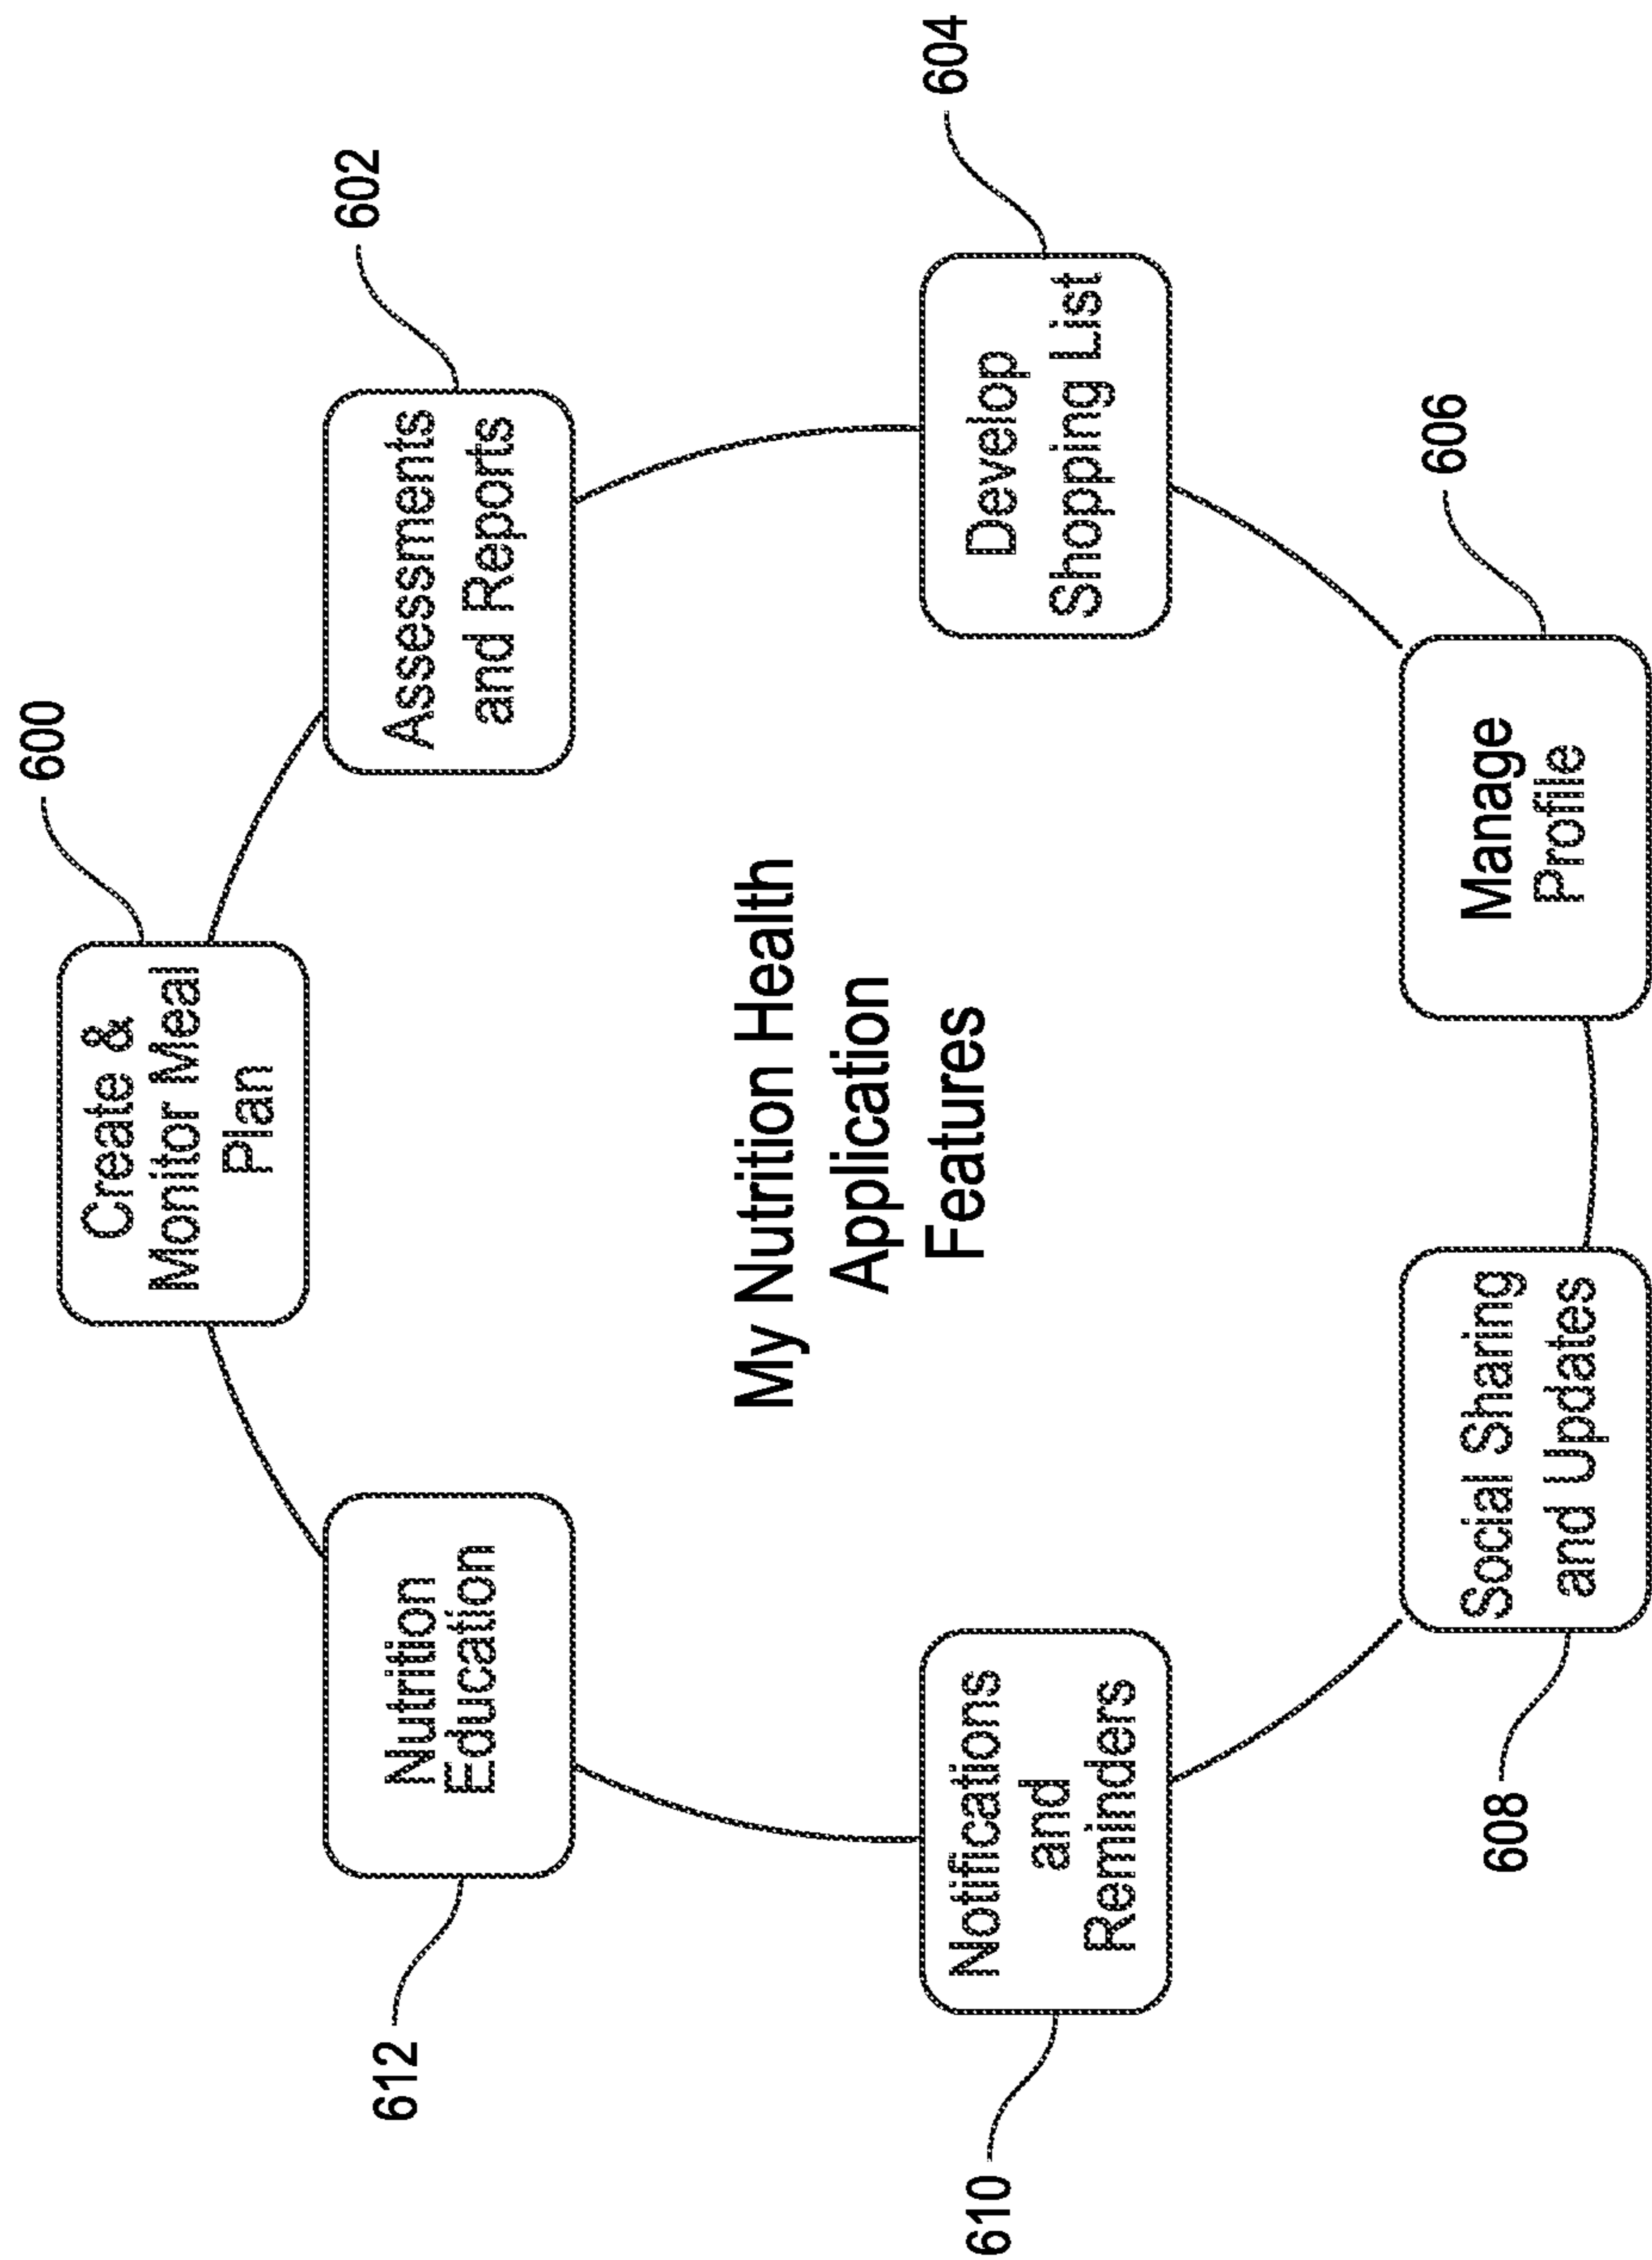 600
Create &
Monitor Meal
Plan
602
Assessments
and Reports
604
Develop
Shopping List
606
Manage
Profile
608
Social Sharing
and Updates
610
Notifications
and
Reminders
612
Nutrition
Education
My Nutrition Health
Application
Features